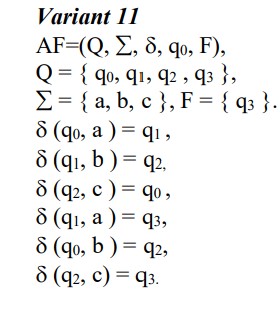 Variant 11
AF=(Q, Σ, δ, q₀, F),
Q = { q₀, q₁, q₂ , q₃ },
Σ = { a, b, c }, F = { q₃ }.
δ (q₀, a ) = q₁ ,
δ (q₁, b ) = q₂,
δ (q₂, c ) = q₀ ,
δ (q₁, a ) = q₃,
δ (q₀, b ) = q₂,
δ (q₂, c) = q₃.